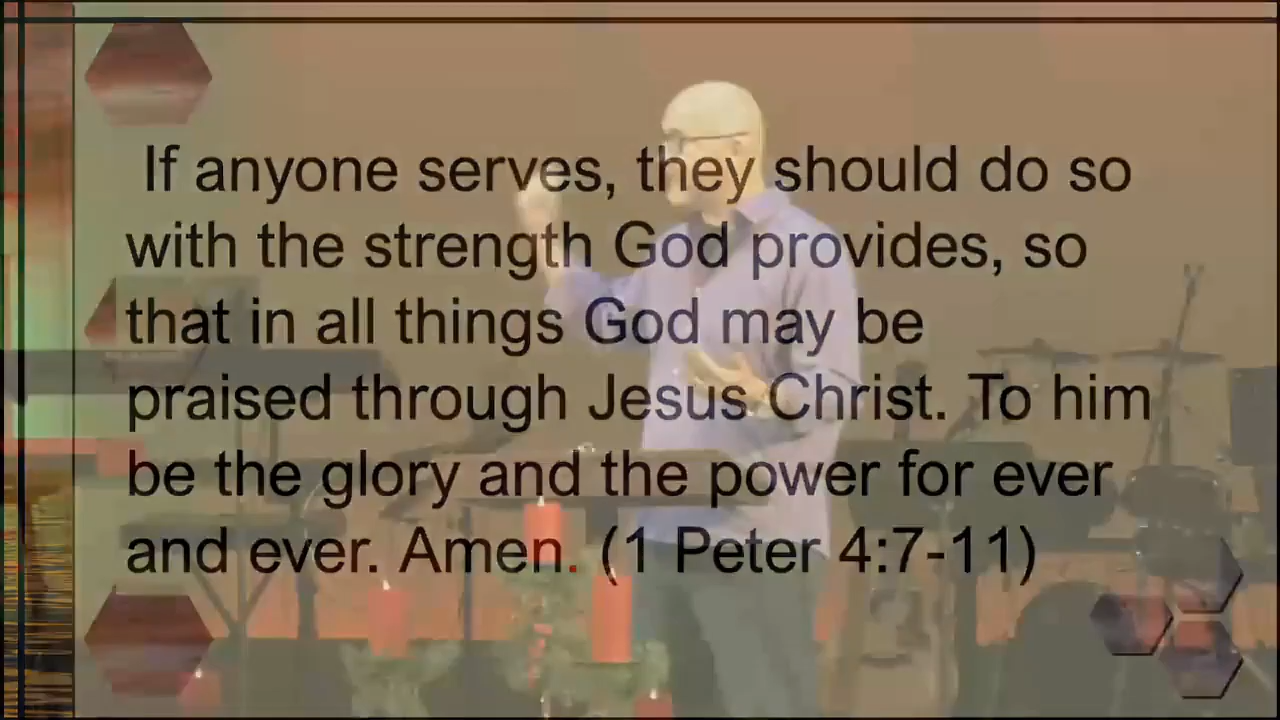 If anyone serves, they should do so
with the strength God provides, so
that in all things God may be
praised through Jesus Christ. To him
be the glory and the power for ever
and ever. Amen. (1 Peter 4:7-11)